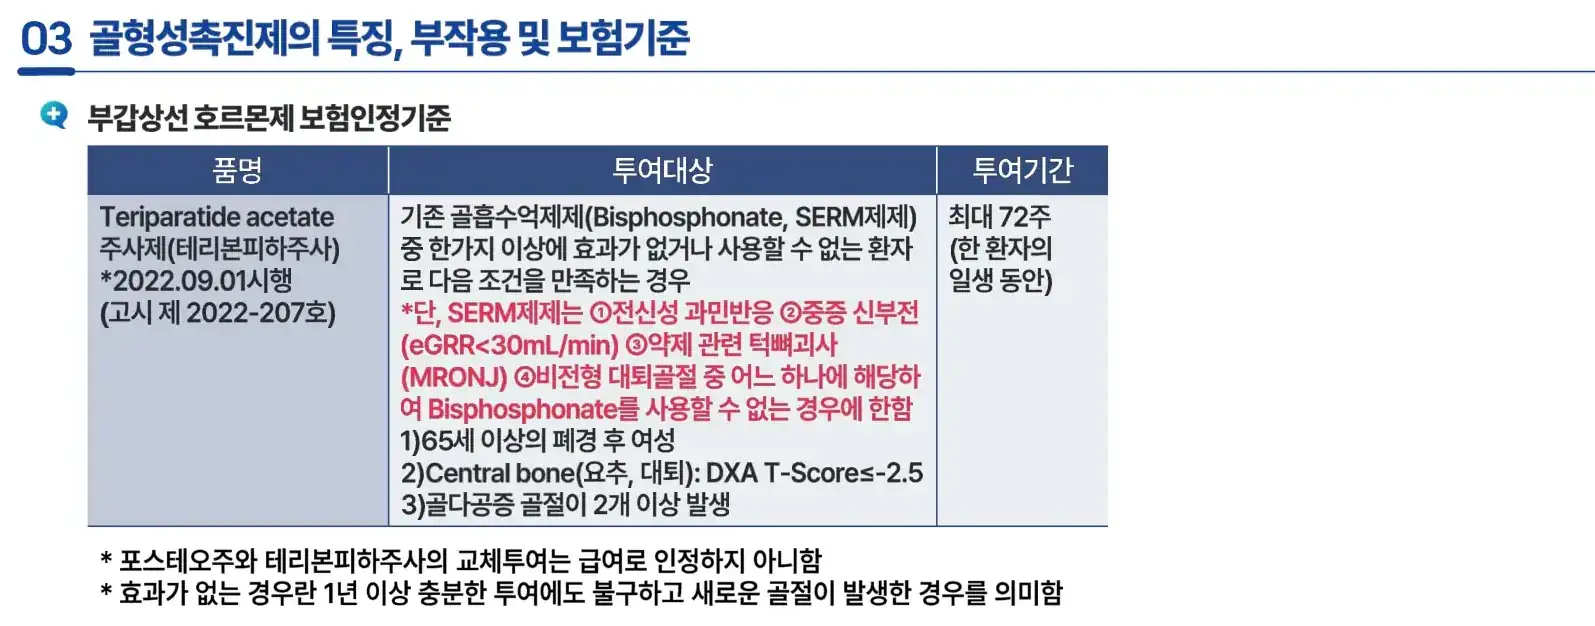 03 골형성촉진제의 특징, 부작용 및 보험기준
부갑상선 호르몬제 보험인정기준
품명
투여대상
투여기간
Teriparatide acetate
주사제(테리본피하주사)
*2022.09.01시행
(고시 제 2022-207호)
기존 골흡수억제제(Bisphosphonate, SERM제제)
중 한가지 이상에 효과가 없거나 사용할 수 없는 환자
로 다음 조건을 만족하는 경우
*단, SERM제제는 ①전신성 과민반응 ②중증 신부전
(eGRR<30mL/min) ③약제 관련 턱뼈괴사
(MRONJ) ④비전형 대퇴골절 중 어느 하나에 해당하
여 Bisphosphonate를 사용할 수 없는 경우에 한함
1)65세 이상의 폐경 후 여성
2)Central bone(요추, 대퇴): DXA T-Score≤-2.5
3)골다공증 골절이 2개 이상 발생
최대 72주
(한 환자의
일생 동안)
* 포스테오주와 테리본피하주사의 교체투여는 급여로 인정하지 아니함
* 효과가 없는 경우란 1년 이상 충분한 투여에도 불구하고 새로운 골절이 발생한 경우를 의미함